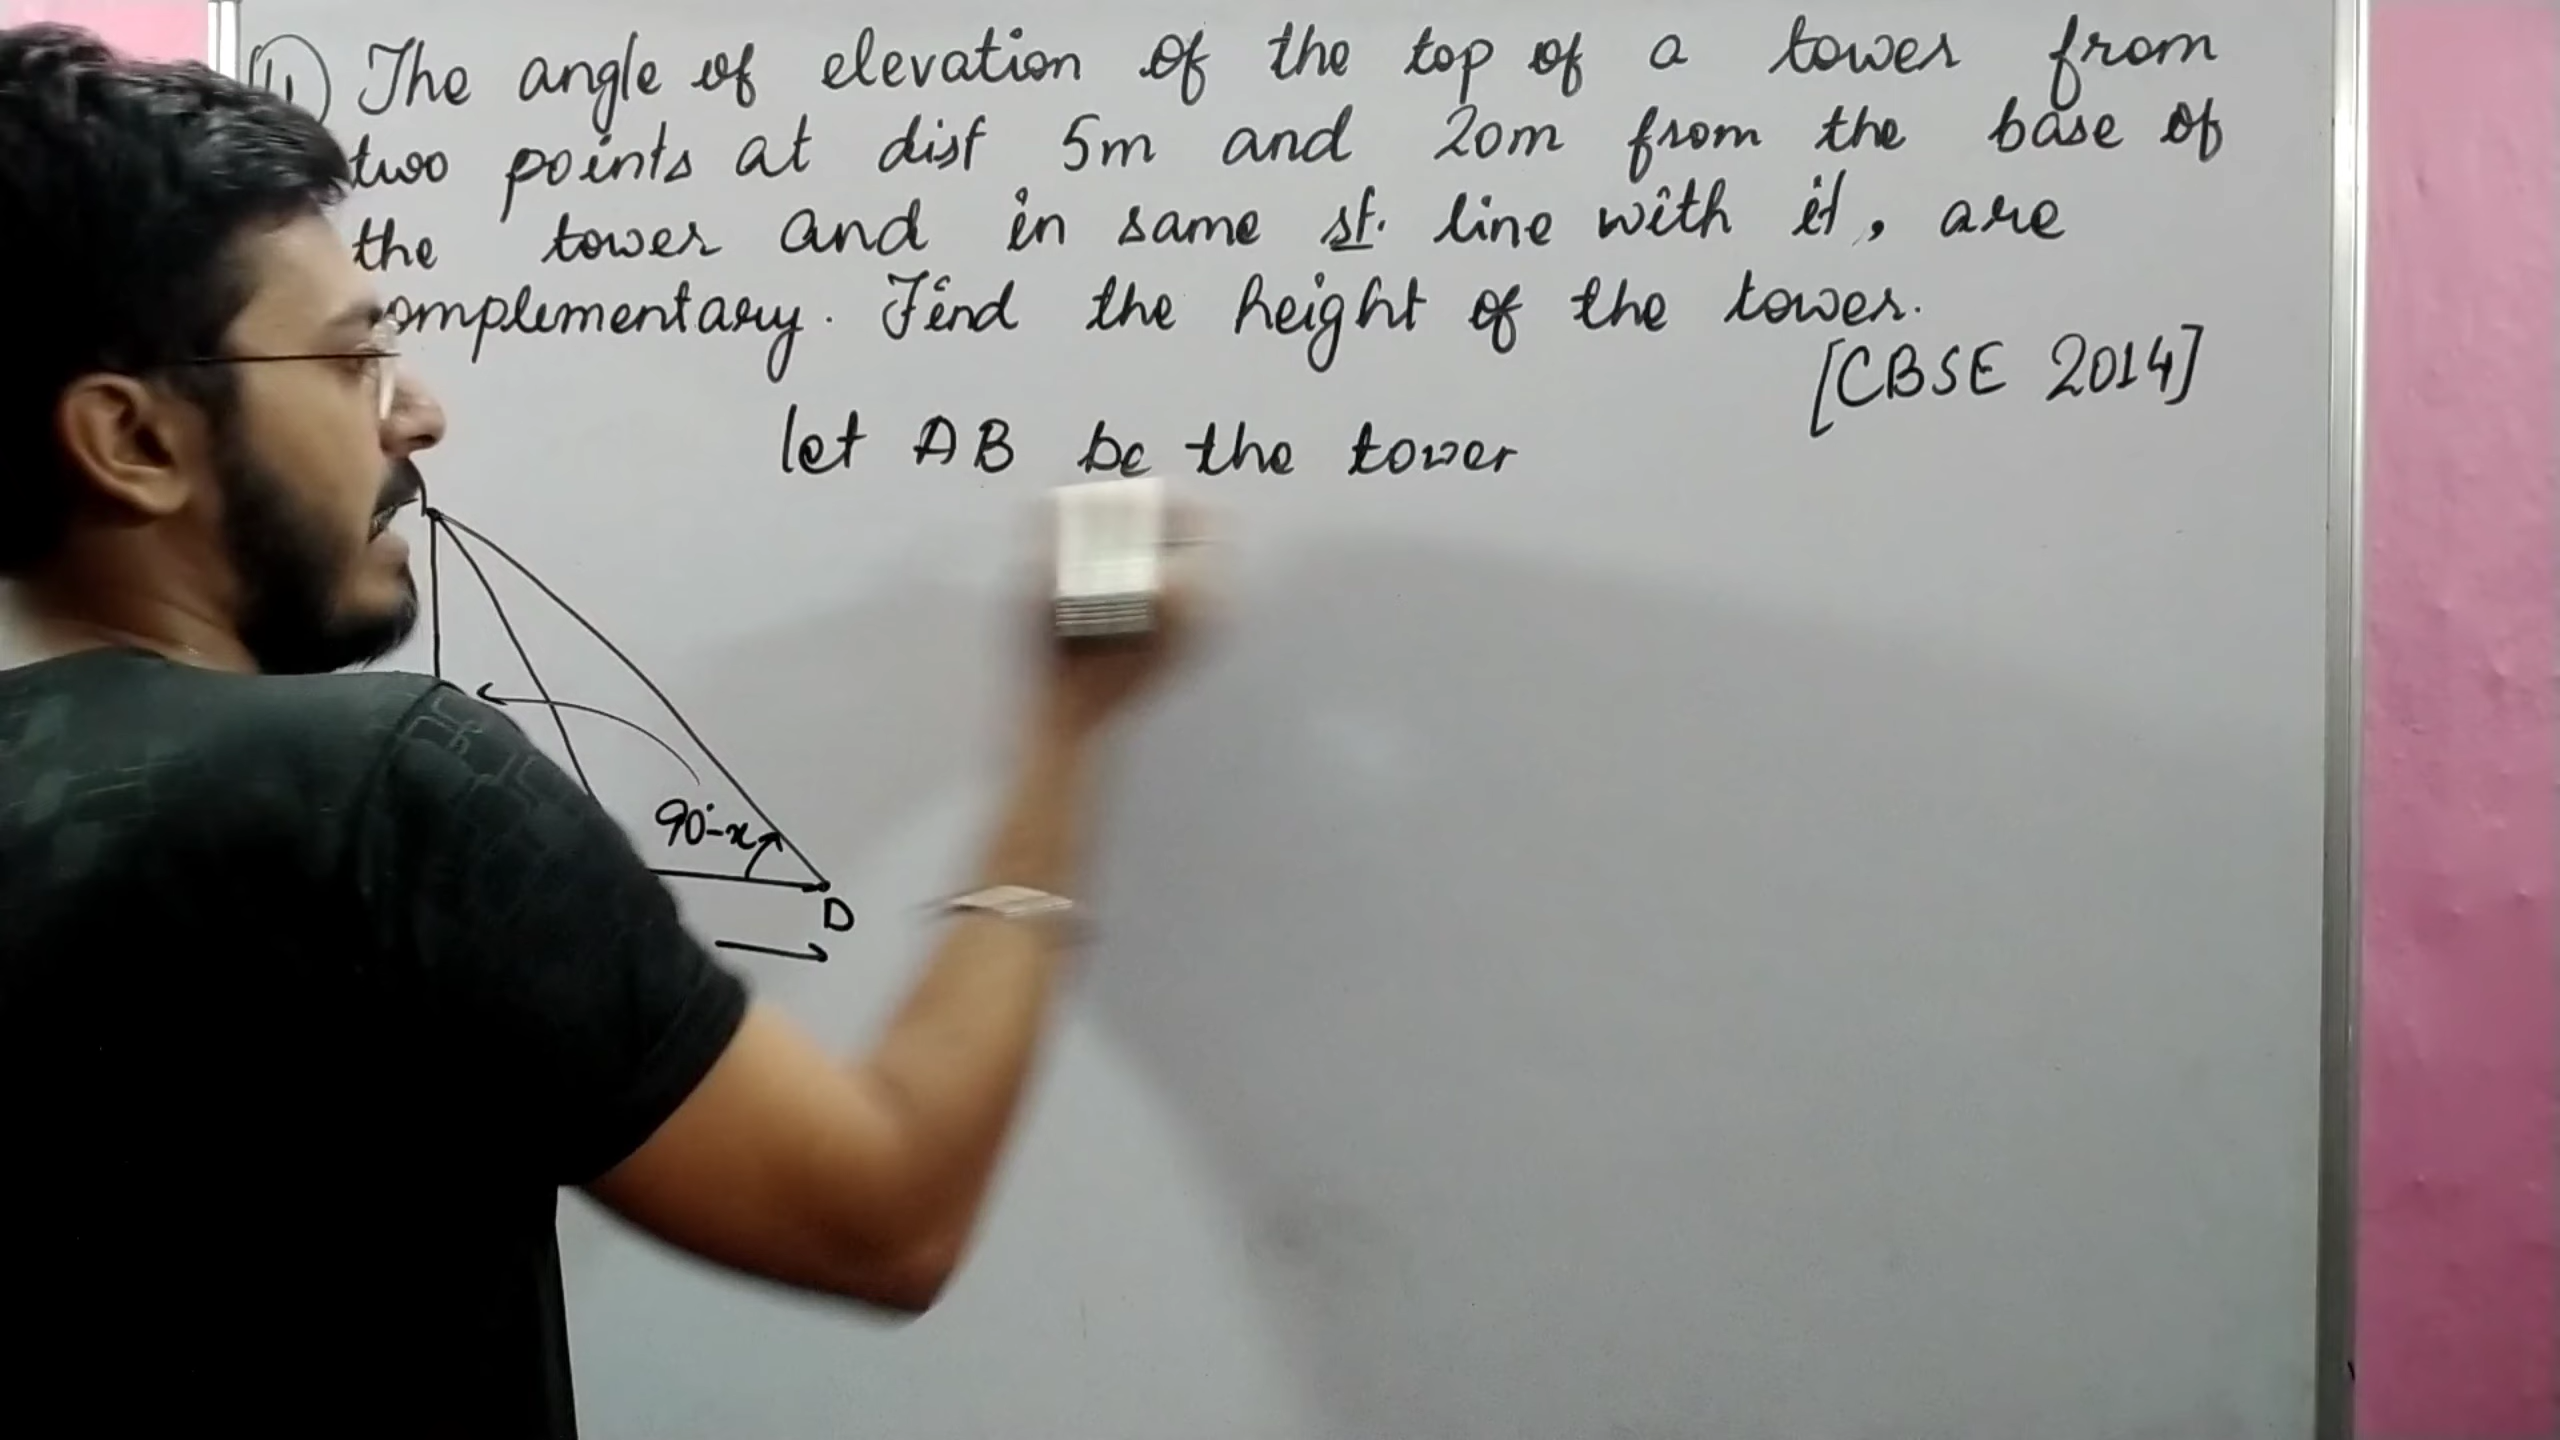 The angle of elevation of the top of a tower from
two points at dist 5m and 20m from the base of
the tower and in same st. line with it, are
complementary. Find the height of the tower.
[CBSE 2014]
let AB be the tower
90°-x
D